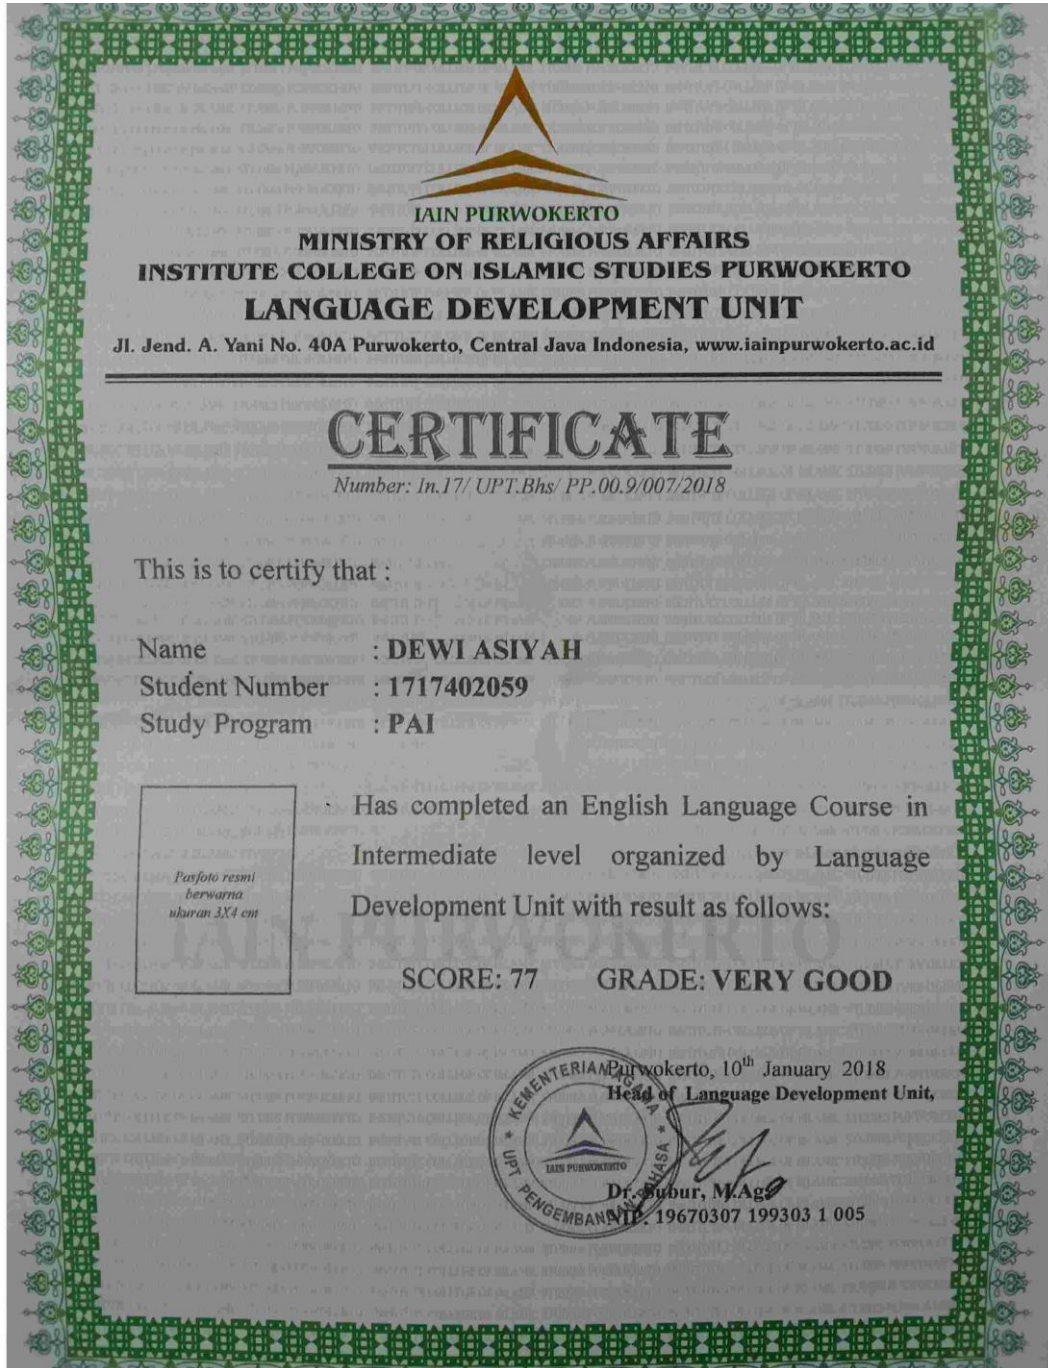 IAIN PURWOKERTO
MINISTRY OF RELIGIOUS AFFAIRS
INSTITUTE COLLEGE ON ISLAMIC STUDIES PURWOKERTO
LANGUAGE DEVELOPMENT UNIT
Jl. Jend. A. Yani No. 40A Purwokerto, Central Java Indonesia, www.iainpurwokerto.ac.id
CERTIFICATE
Number: In.17/ UPT.Bhs/ PP.00.9/007/2018
This is to certify that :
Name : DEWI ASIYAH
Student Number : 1717402059
Study Program : PAI
Has completed an English Language Course in
Intermediate level organized by Language
Development Unit with result as follows:
Pasfoto resmi
berwarna
ukuran 3X4 cm
IAIN PURWOKERTO
SCORE: 77 GRADE: VERY GOOD
Purwokerto, 10th January 2018
Head of Language Development Unit,
KEMENTERIAN AGAMA
IAIN PURWOKERTO
UPT PENGEMBANGAN BAHASA
Dr. Subur, M.Ag
NIP. 19670307 199303 1 005